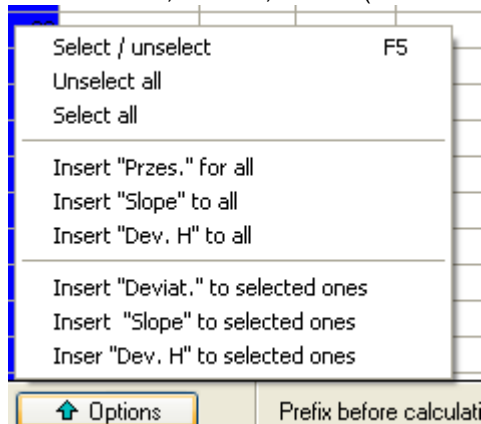 Select / unselect F5
Unselect all
Select all
Insert "Przes." for all
Insert "Slope" to all
Insert "Dev. H" to all
Insert "Deviat." to selected ones
Insert "Slope" to selected ones
Inser "Dev. H" to selected ones
Options Prefix before calculati